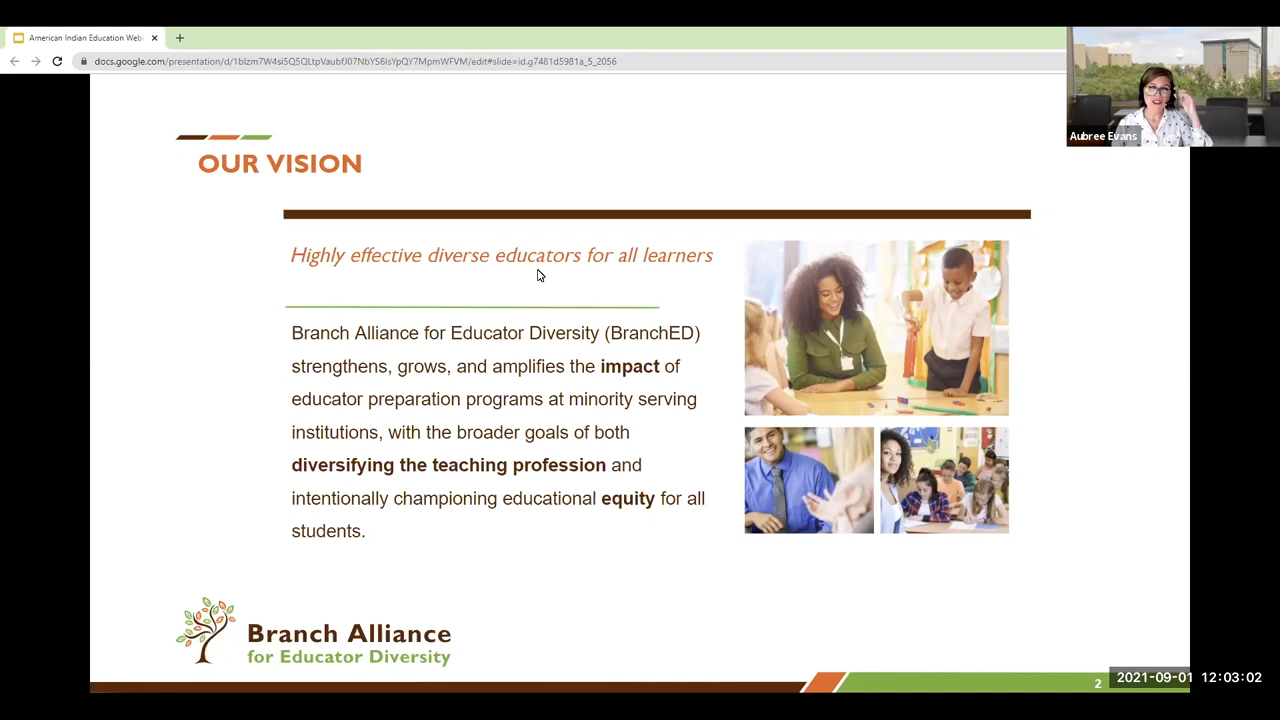 American Indian Education Web
docs.google.com/presentation/d/1bIzm7W4si5Q5QLtpVaubfJ07NbYS6IsYpQY7MpmWFVM/edit#slide=id.g7481d5981a_5_2056
Aubree Evans
OUR VISION
Highly effective diverse educators for all learners
Branch Alliance for Educator Diversity (BranchED)
strengthens, grows, and amplifies the impact of
educator preparation programs at minority serving
institutions, with the broader goals of both
diversifying the teaching profession and
intentionally championing educational equity for all
students.
Branch Alliance
for Educator Diversity
2
2021-09-01 12:03:02